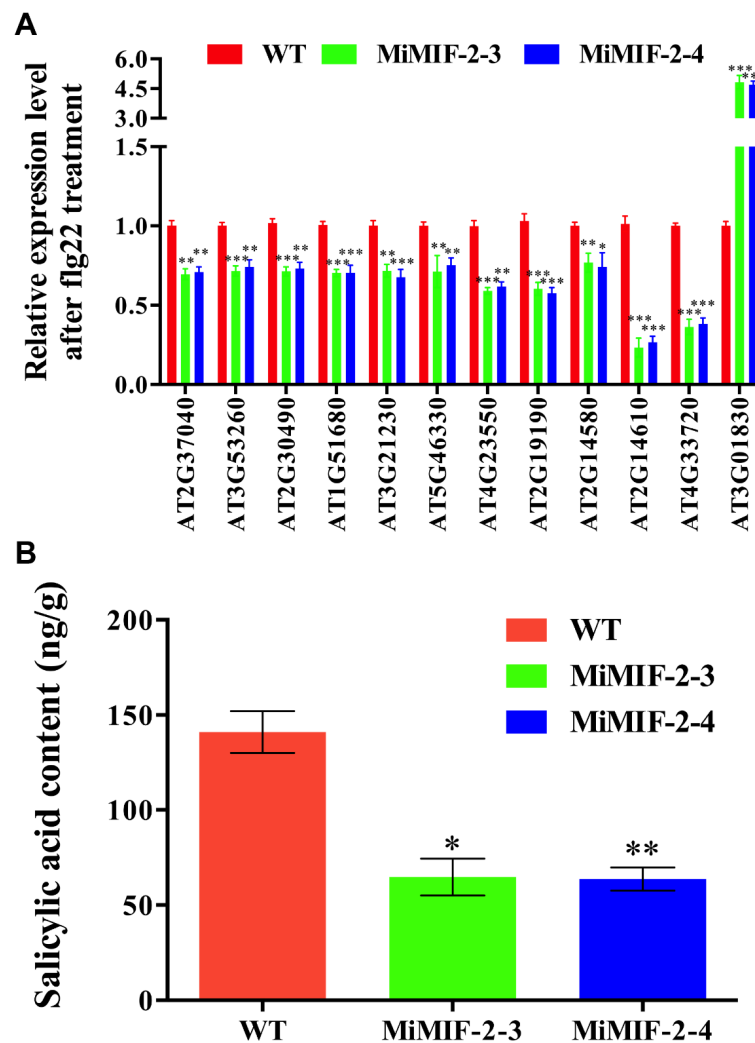 A
WT MiMIF-2-3 MiMIF-2-4
Relative expression level
after flg22 treatment
6.0
4.5
3.0
1.5
1.0
0.5
0.0
** ** *** ** *** ** *** *** ** *** ** ** *** ** *** *** ** * *** *** *** *** *** **
AT2G37040
AT3G53260
AT2G30490
AT1G51680
AT3G21230
AT5G46330
AT4G23550
AT2G19190
AT2G14580
AT2G14610
AT4G33720
AT3G01830
B
Salicylic acid content (ng/g)
200
150
100
50
0
WT
MiMIF-2-3
MiMIF-2-4
* **
WT MiMIF-2-3 MiMIF-2-4